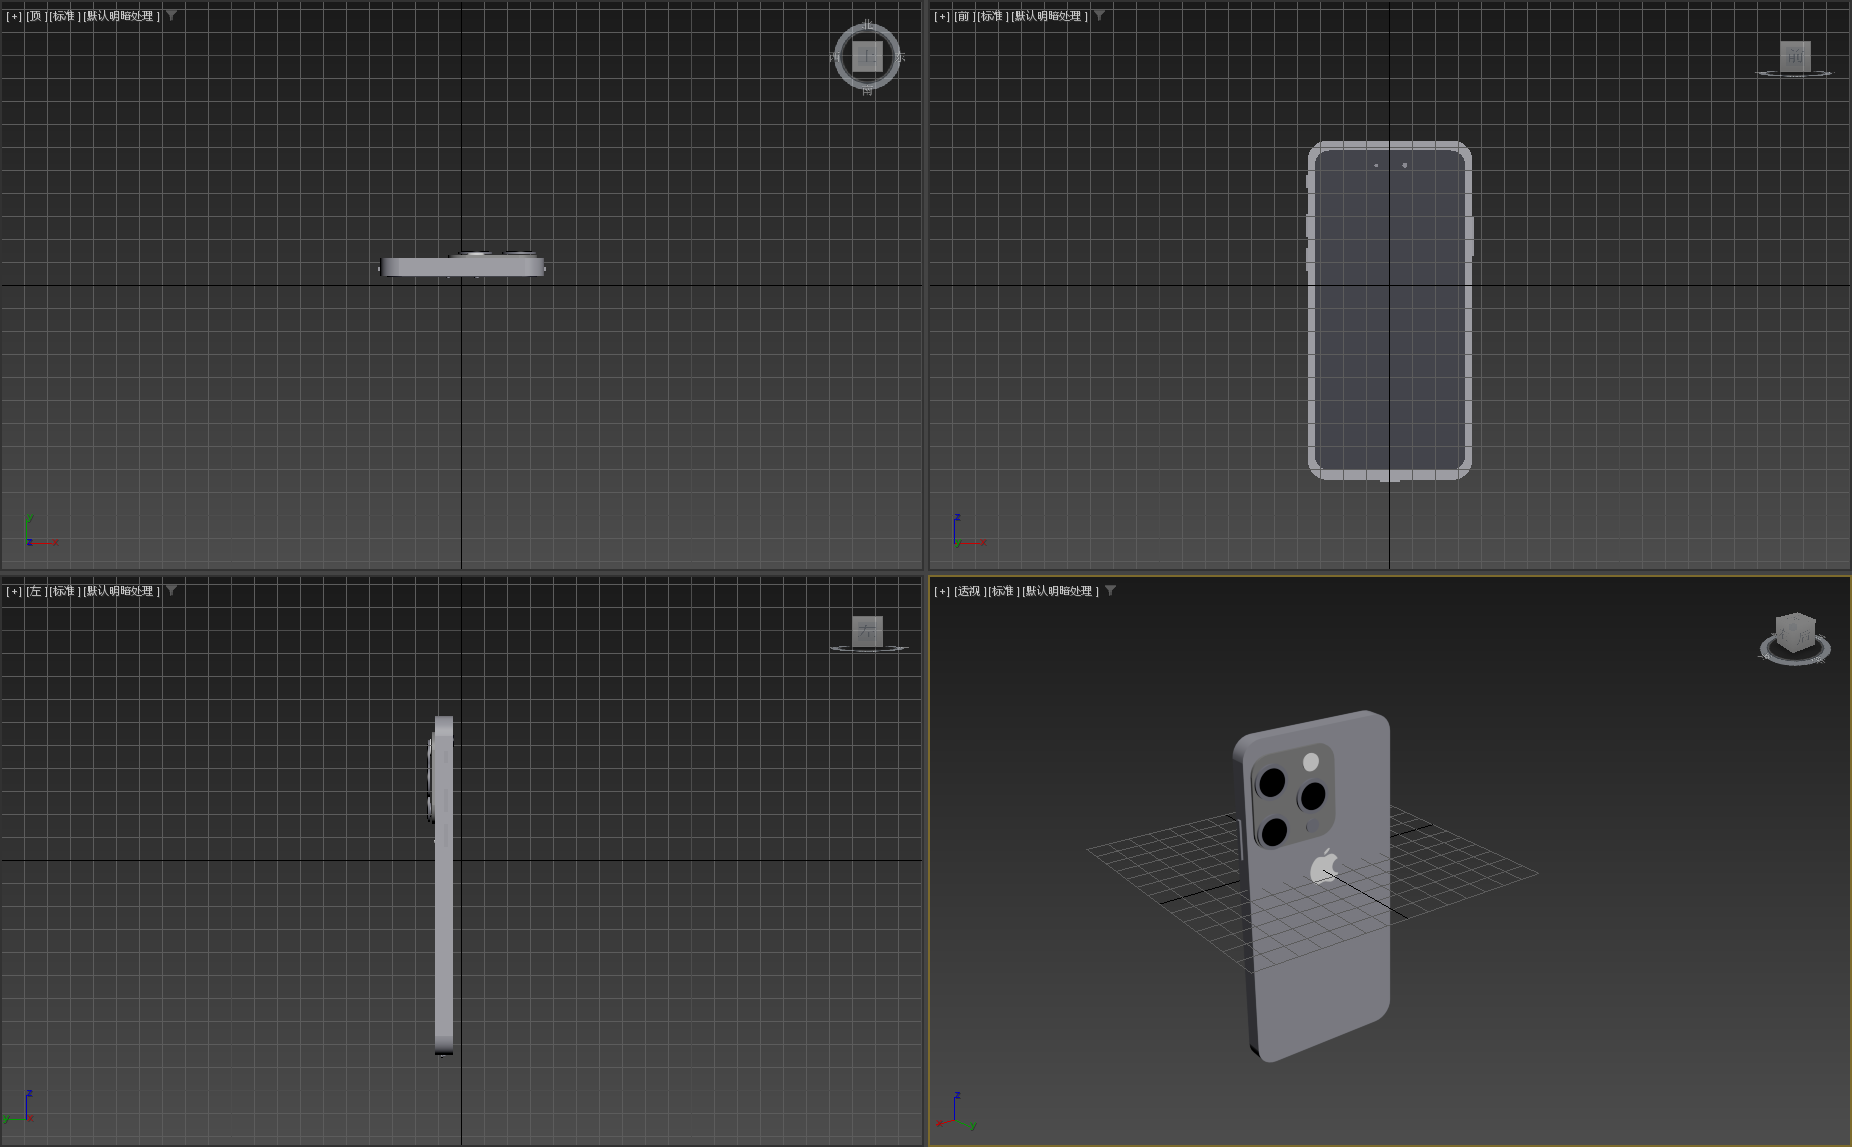 [+] [顶 ] [标准 ] [默认明暗处理 ]
北
西 上 东
南
y
z x
[+] [前 ] [标准 ] [默认明暗处理 ]
前
z
y x
[+] [左 ] [标准 ] [默认明暗处理 ]
左
z
y x
[+] [透视 ] [标准 ] [默认明暗处理 ]
z
x y